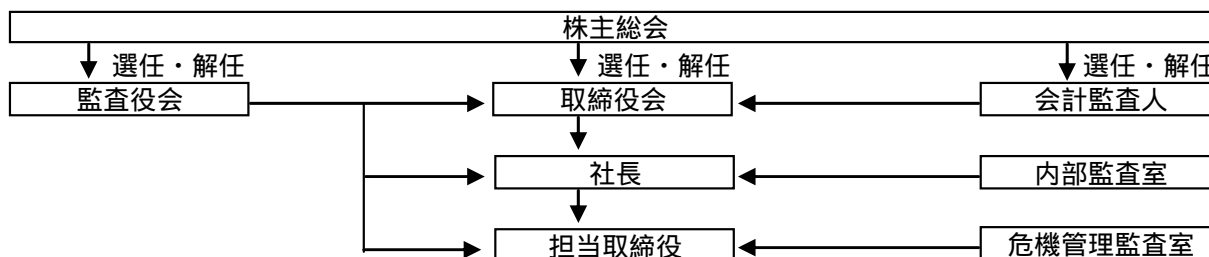 株主総会
選任・解任 選任・解任 選任・解任
監査役会 取締役会 会計監査人
社長 内部監査室
担当取締役 危機管理監査室